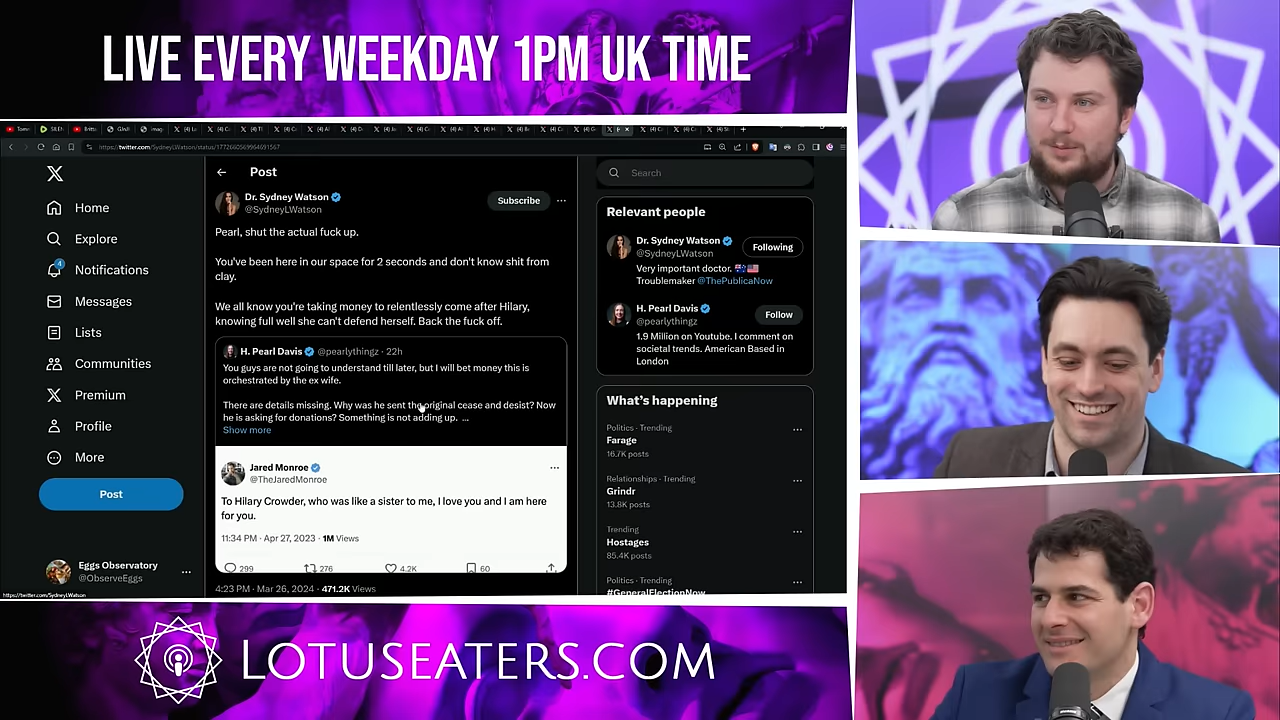 LIVE EVERY WEEKDAY 1PM UK TIME
https://twitter.com/SydneyLWatson/status/1772660569964691567
Home
Explore
4
Notifications
Messages
Lists
Communities
Premium
Profile
More
Post
Eggs Observatory
@ObserveEggs
https://twitter.com/SydneyLWatson
Post
Dr. Sydney Watson
@SydneyLWatson
Subscribe
Pearl, shut the actual fuck up.
You've been here in our space for 2 seconds and don't know shit from
clay.
We all know you're taking money to relentlessly come after Hilary,
knowing full well she can't defend herself. Back the fuck off.
H. Pearl Davis @pearlythingz · 22h
You guys are not going to understand till later, but I will bet money this is
orchestrated by the ex wife.
There are details missing. Why was he sent the original cease and desist? Now
he is asking for donations? Something is not adding up. ...
Show more
Jared Monroe
@TheJaredMonroe
To Hilary Crowder, who was like a sister to me, I love you and I am here
for you.
11:34 PM · Apr 27, 2023 · 1M Views
299 276 4.2K 60
4:23 PM · Mar 26, 2024 · 471.2K Views
Search
Relevant people
Dr. Sydney Watson
@SydneyLWatson
Following
Very important doctor.
Troublemaker @ThePublicaNow
H. Pearl Davis
@pearlythingz
Follow
1.9 Million on Youtube. I comment on
societal trends. American Based in
London
What's happening
Politics · Trending
Farage
16.7K posts
Relationships · Trending
Grindr
13.8K posts
Trending
Hostages
85.4K posts
Politics · Trending
#GeneralElectionNow
LOTUSEATERS.COM